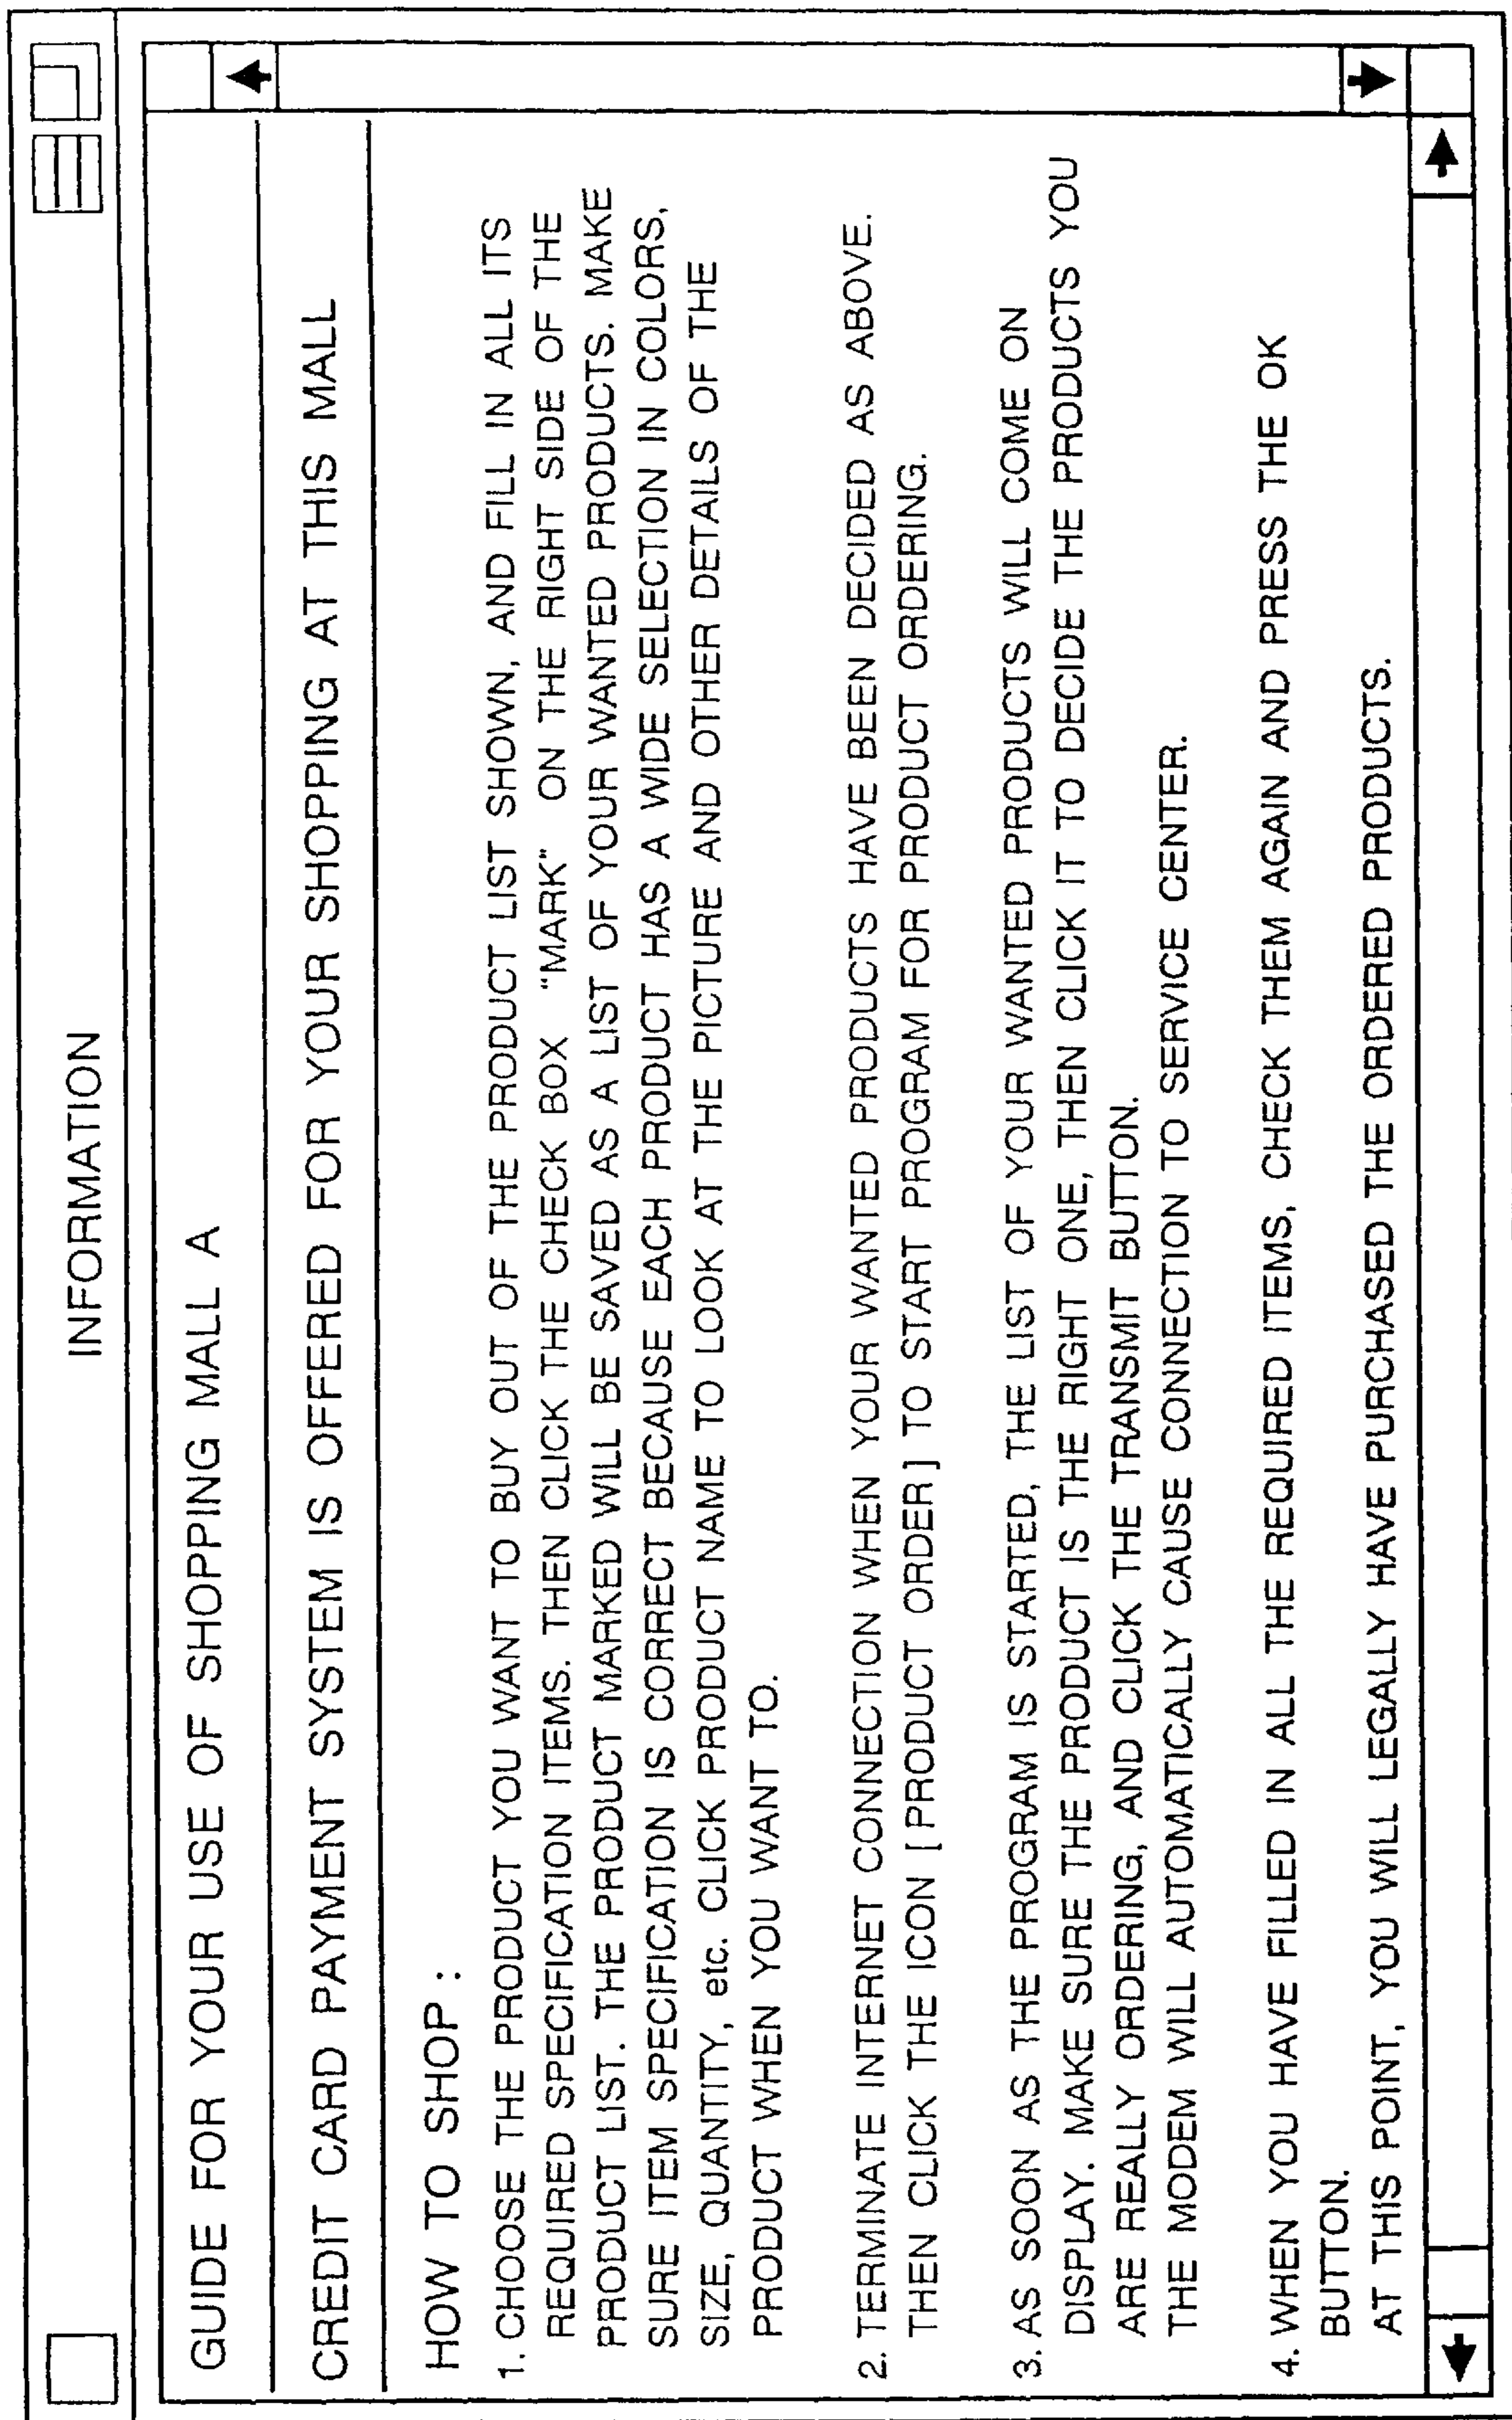 INFORMATION
GUIDE FOR YOUR USE OF SHOPPING MALL A
CREDIT CARD PAYMENT SYSTEM IS OFFERED FOR YOUR SHOPPING AT THIS MALL
HOW TO SHOP :
1. CHOOSE THE PRODUCT YOU WANT TO BUY OUT OF THE PRODUCT LIST SHOWN, AND FILL IN ALL ITS
REQUIRED SPECIFICATION ITEMS. THEN CLICK THE CHECK BOX "MARK" ON THE RIGHT SIDE OF THE
PRODUCT LIST. THE PRODUCT MARKED WILL BE SAVED AS A LIST OF YOUR WANTED PRODUCTS. MAKE
SURE ITEM SPECIFICATION IS CORRECT BECAUSE EACH PRODUCT HAS A WIDE SELECTION IN COLORS,
SIZE, QUANTITY, etc. CLICK PRODUCT NAME TO LOOK AT THE PICTURE AND OTHER DETAILS OF THE
PRODUCT WHEN YOU WANT TO.
2. TERMINATE INTERNET CONNECTION WHEN YOUR WANTED PRODUCTS HAVE BEEN DECIDED AS ABOVE.
THEN CLICK THE ICON [PRODUCT ORDER] TO START PROGRAM FOR PRODUCT ORDERING.
3. AS SOON AS THE PROGRAM IS STARTED, THE LIST OF YOUR WANTED PRODUCTS WILL COME ON
DISPLAY. MAKE SURE THE PRODUCT IS THE RIGHT ONE, THEN CLICK IT TO DECIDE THE PRODUCTS YOU
ARE REALLY ORDERING, AND CLICK THE TRANSMIT BUTTON.
THE MODEM WILL AUTOMATICALLY CAUSE CONNECTION TO SERVICE CENTER.
4. WHEN YOU HAVE FILLED IN ALL THE REQUIRED ITEMS, CHECK THEM AGAIN AND PRESS THE OK
BUTTON.
AT THIS POINT, YOU WILL LEGALLY HAVE PURCHASED THE ORDERED PRODUCTS.